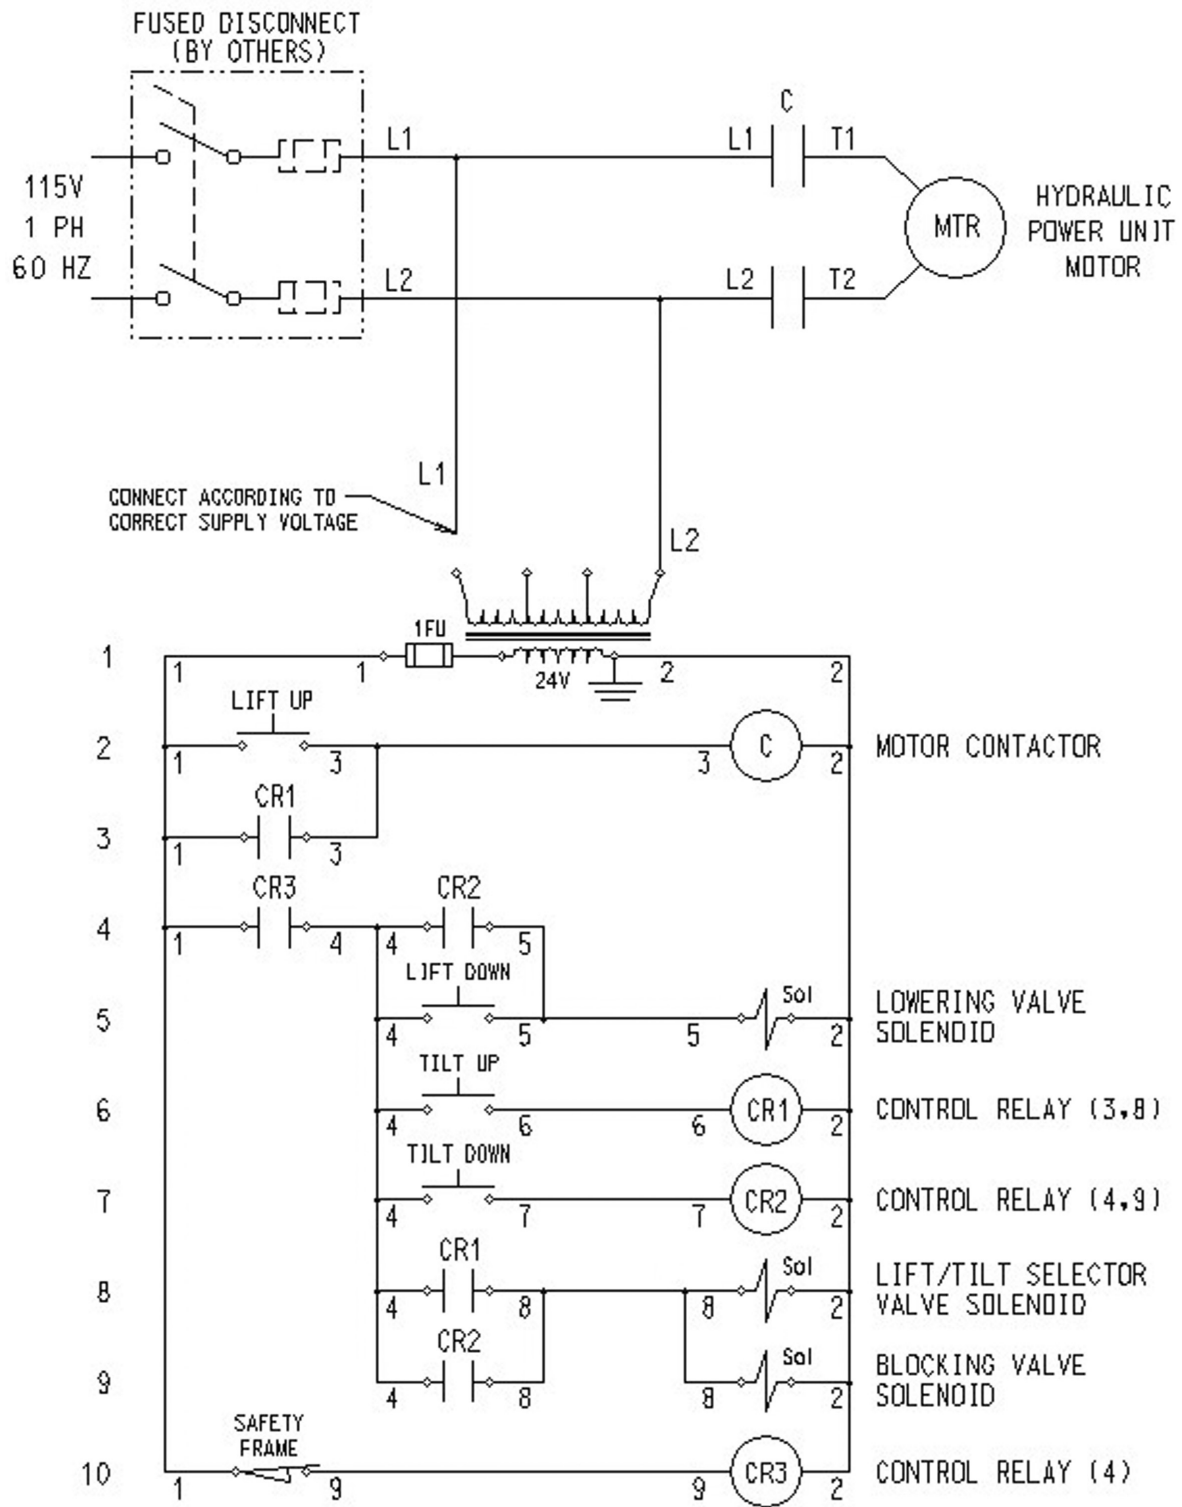 FUSED DISCONNECT
(BY OTHERS)
C
L1 L1 T1
115V
1 PH
60 HZ
MTR
HYDRAULIC
POWER UNIT
MOTOR
L2 L2 T2
L1
CONNECT ACCORDING TO
CORRECT SUPPLY VOLTAGE
L2
1FU
1 1 1 2 2
24V
LIFT UP
2 1 3 3 C 2 MOTOR CONTACTOR
CR1
3 1 3
CR3 CR2
4 1 4 4 5
LIFT DOWN
5 4 5 5 Sol 2 LOWERING VALVE
SOLENOID
TILT UP
6 4 6 6 CR1 2 CONTROL RELAY (3,8)
TILT DOWN
7 4 7 7 CR2 2 CONTROL RELAY (4,9)
CR1
8 4 8 8 Sol 2 LIFT/TILT SELECTOR
VALVE SOLENOID
CR2
9 4 8 8 Sol 2 BLOCKING VALVE
SOLENOID
SAFETY
FRAME
10 1 9 9 CR3 2 CONTROL RELAY (4)